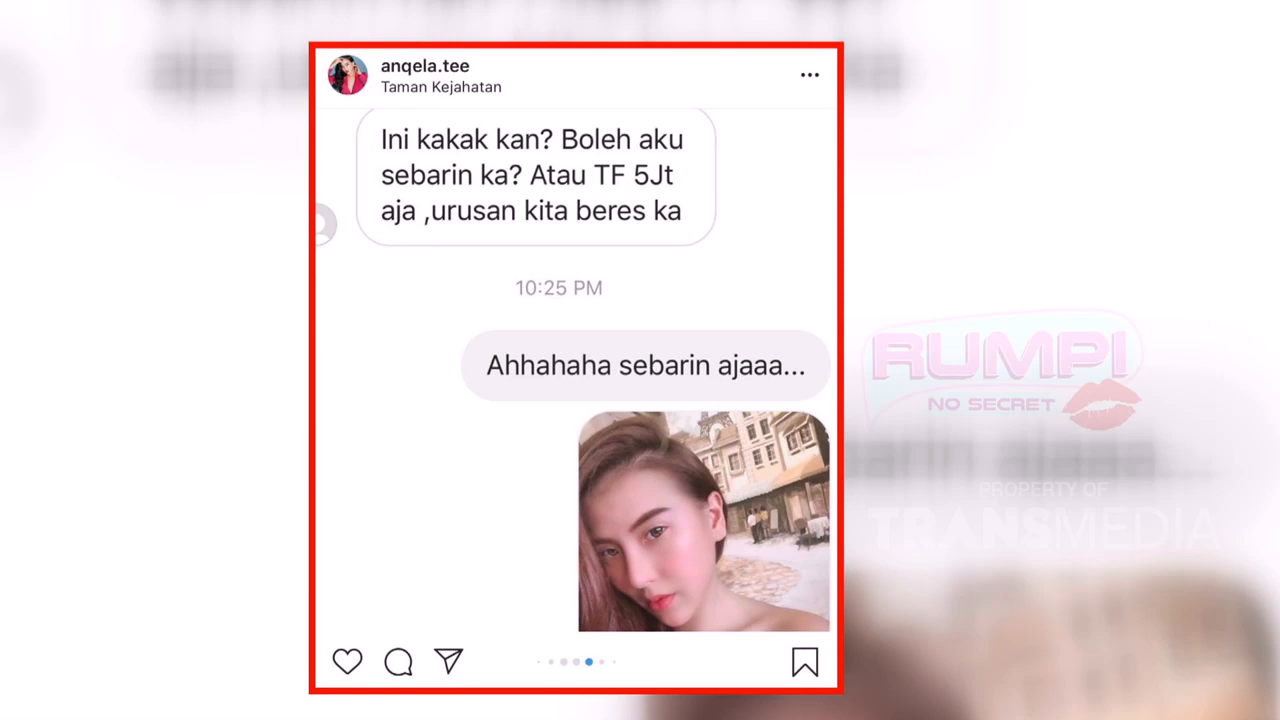 anqela.tee
Taman Kejahatan
Ini kakak kan? Boleh aku
sebarin ka? Atau TF 5Jt
aja ,urusan kita beres ka
10:25 PM
Ahhahaha sebarin ajaaa...
RUMPI
NO SECRET
PROPERTY OF
TRANSMEDIA